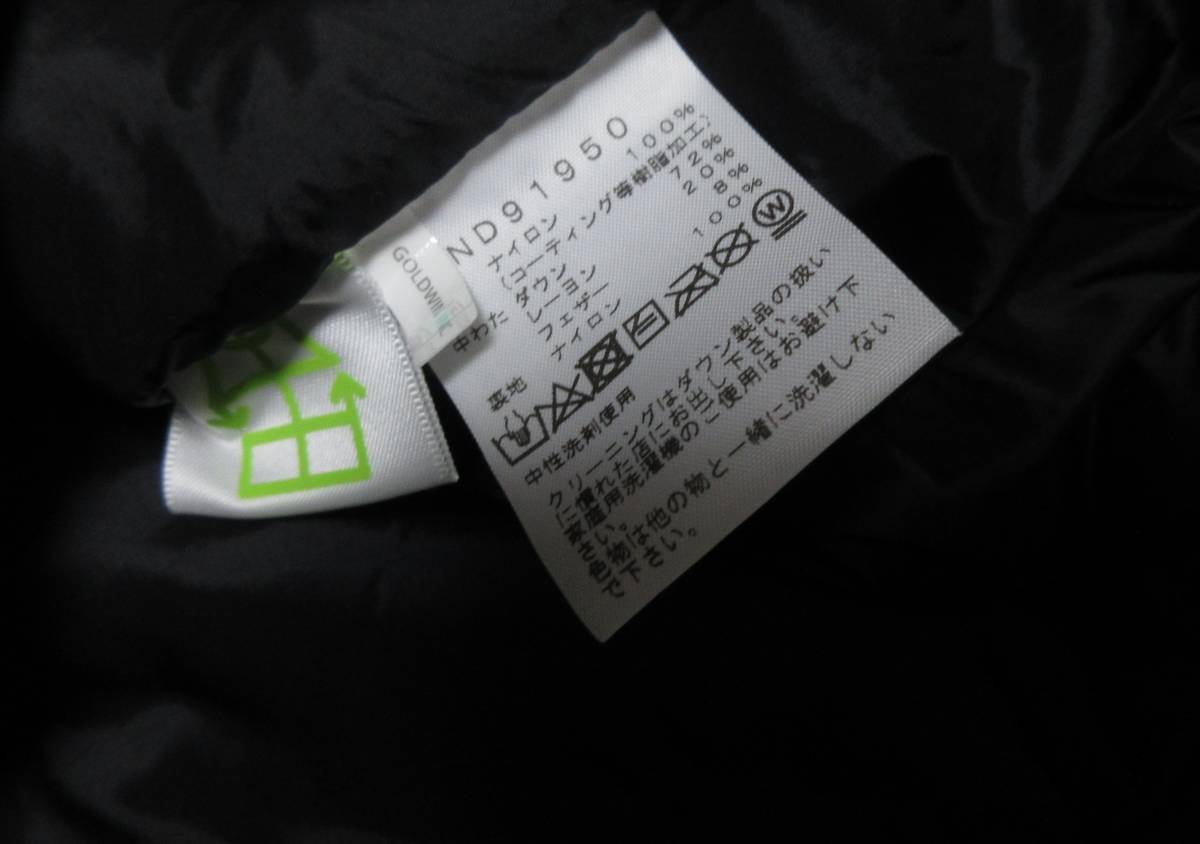 GOLDWIN
ND91950
ナイロン 100%
(コーティング等樹脂加工)
中わた ダウン 72%
レーヨン 20%
フェザー 8%
裏地 ナイロン 100%
W
中性洗剤使用
クリーニングはダウン製品の扱い
に慣れた店にお出し下さい。
家庭用洗濯機のご使用はお避け下
さい。
色物は他の物と一緒に洗濯しない
で下さい。